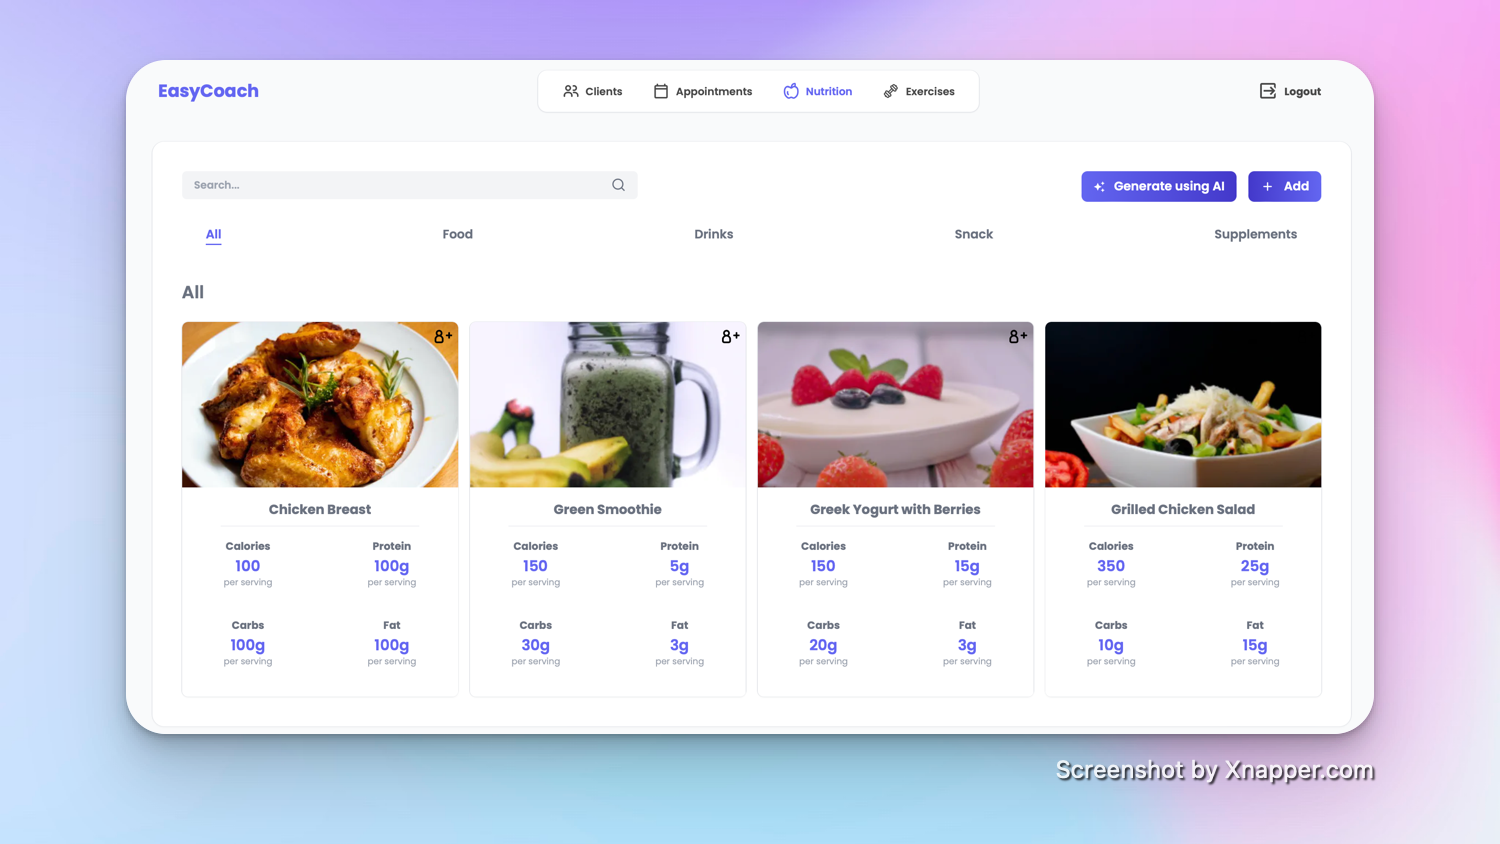 EasyCoach
Clients
Appointments
Nutrition
Exercises
Logout
Search...
Generate using AI
+ Add
All
Food
Drinks
Snack
Supplements
All
Chicken Breast
Calories
Protein
100
100g
per serving
per serving
Carbs
Fat
100g
100g
per serving
per serving
Green Smoothie
Calories
Protein
150
5g
per serving
per serving
Carbs
Fat
30g
3g
per serving
per serving
Greek Yogurt with Berries
Calories
Protein
150
15g
per serving
per serving
Carbs
Fat
20g
3g
per serving
per serving
Grilled Chicken Salad
Calories
Protein
350
25g
per serving
per serving
Carbs
Fat
10g
15g
per serving
per serving
Screenshot by Xnapper.com